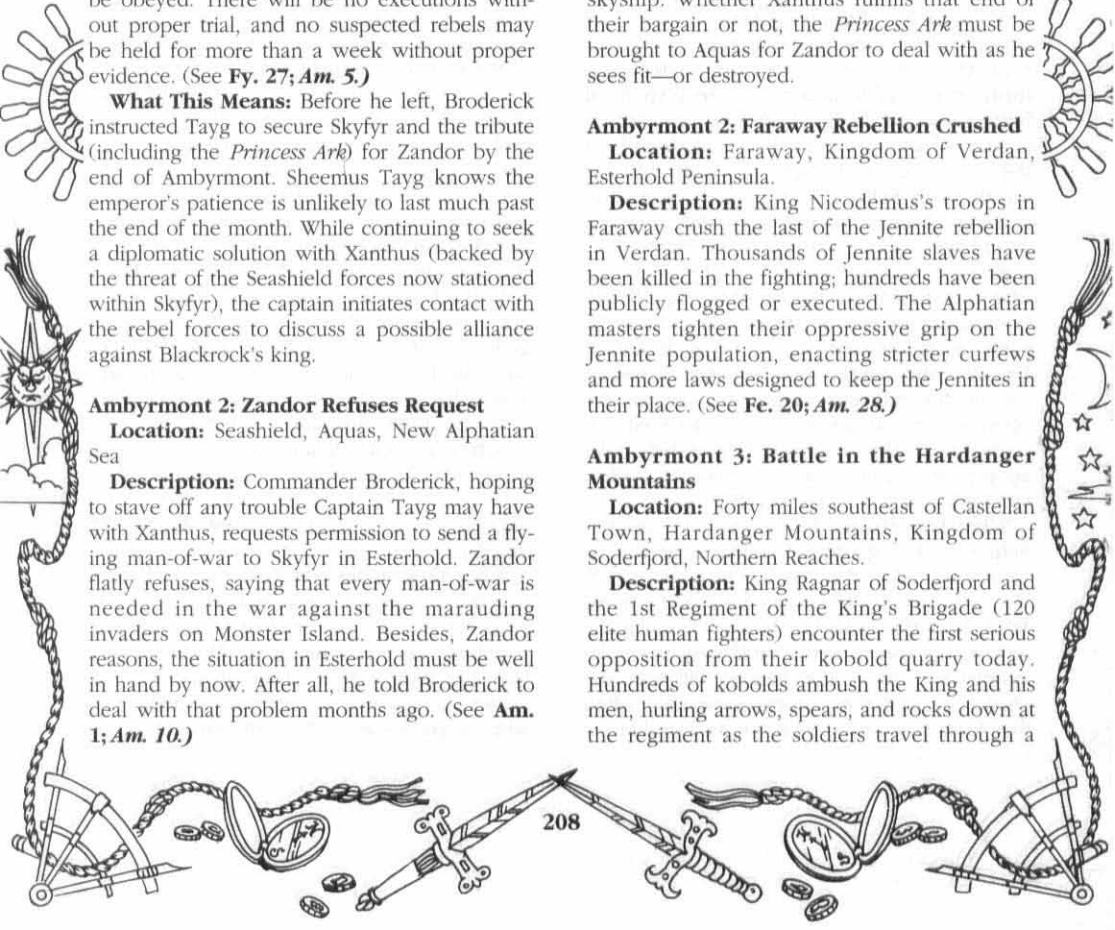 be obeyed. There will be no executions with-
out proper trial, and no suspected rebels may
be held for more than a week without proper
evidence. (See Fy. 27; Am. 5.)
What This Means: Before he left, Broderick
instructed Tayg to secure Skyfyr and the tribute
(including the Princess Ark) for Zandor by the
end of Ambyrmont. Sheemus Tayg knows the
emperor's patience is unlikely to last much past
the end of the month. While continuing to seek
a diplomatic solution with Xanthus (backed by
the threat of the Seashield forces now stationed
within Skyfyr), the captain initiates contact with
the rebel forces to discuss a possible alliance
against Blackrock's king.
Ambyrmont 2: Zandor Refuses Request
Location: Seashield, Aquas, New Alphatian
Sea
Description: Commander Broderick, hoping
to stave off any trouble Captain Tayg may have
with Xanthus, requests permission to send a fly-
ing man-of-war to Skyfyr in Esterhold. Zandor
flatly refuses, saying that every man-of-war is
needed in the war against the marauding
invaders on Monster Island. Besides, Zandor
reasons, the situation in Esterhold must be well
in hand by now. After all, he told Broderick to
deal with that problem months ago. (See Am.
1; Am. 10.)
skyship. Whether Xanthus fulfills that end of
their bargain or not, the Princess Ark must be
brought to Aquas for Zandor to deal with as he
sees fit—or destroyed.
Ambyrmont 2: Faraway Rebellion Crushed
Location: Faraway, Kingdom of Verdan,
Esterhold Peninsula.
Description: King Nicodemus's troops in
Faraway crush the last of the Jennite rebellion
in Verdan. Thousands of Jennite slaves have
been killed in the fighting; hundreds have been
publicly flogged or executed. The Alphatian
masters tighten their oppressive grip on the
Jennite population, enacting stricter curfews
and more laws designed to keep the Jennites in
their place. (See Fe. 20; Am. 28.)
Ambyrmont 3: Battle in the Hardanger
Mountains
Location: Forty miles southeast of Castellan
Town, Hardanger Mountains, Kingdom of
Soderfjord, Northern Reaches.
Description: King Ragnar of Soderfjord and
the 1st Regiment of the King's Brigade (120
elite human fighters) encounter the first serious
opposition from their kobold quarry today.
Hundreds of kobolds ambush the King and his
men, hurling arrows, spears, and rocks down at
the regiment as the soldiers travel through a
208